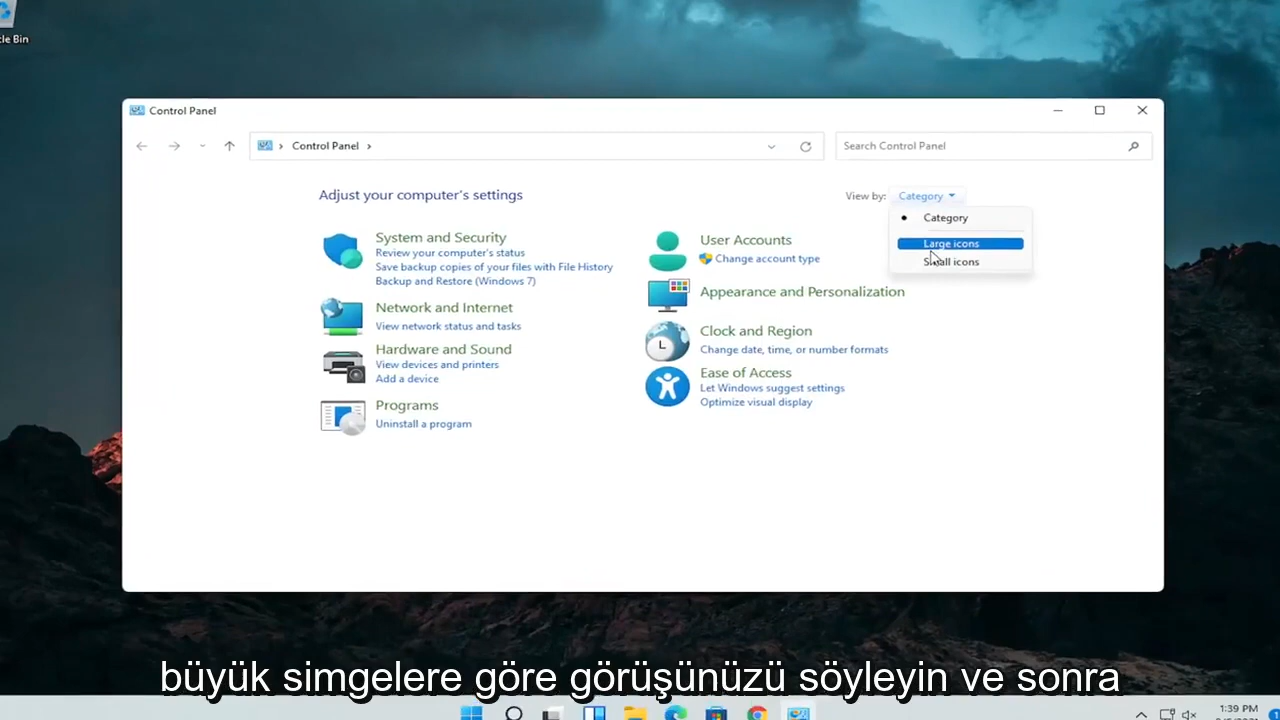 cle Bin
Control Panel
Control Panel
Search Control Panel
Adjust your computer's settings
View by: Category
Category
Large icons
Small icons
System and Security
Review your computer's status
Save backup copies of your files with File History
Backup and Restore (Windows 7)
Network and Internet
View network status and tasks
Hardware and Sound
View devices and printers
Add a device
Programs
Uninstall a program
User Accounts
Change account type
Appearance and Personalization
Clock and Region
Change date, time, or number formats
Ease of Access
Let Windows suggest settings
Optimize visual display
büyük simgelere göre görüşünüzü söyleyin ve sonra
1:39 PM